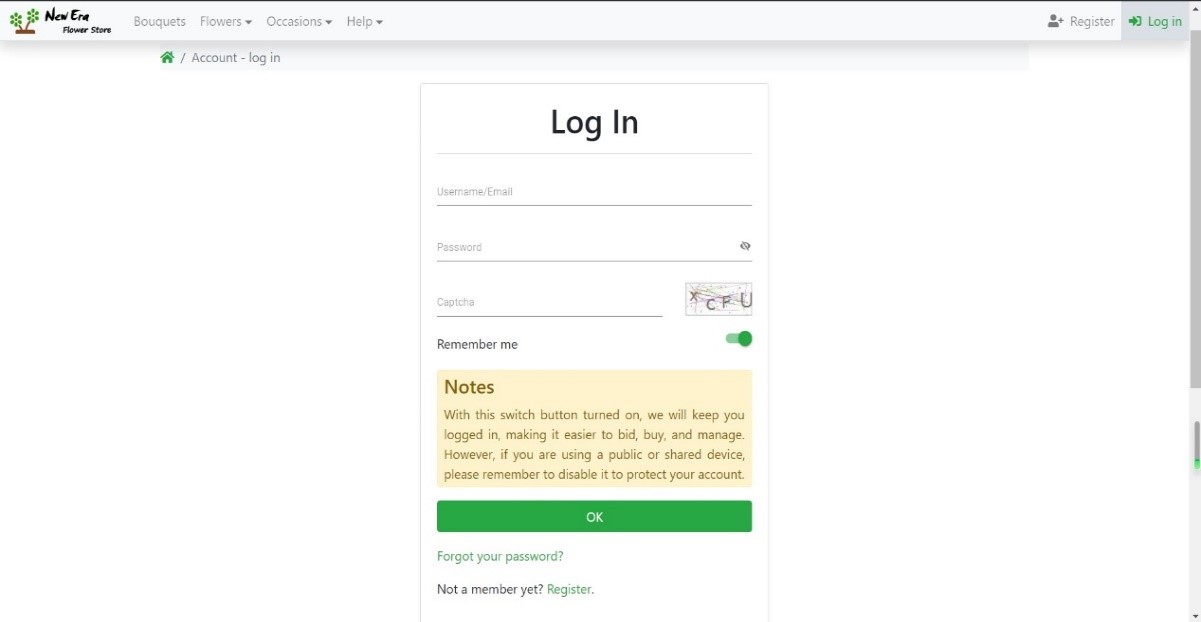 New Era
Flower Store
Bouquets Flowers Occasions Help Register Log in
/ Account - log in
Log In
Username/Email
Password
Captcha
X C F U
Remember me
Notes
With this switch button turned on, we will keep you
logged in, making it easier to bid, buy, and manage.
However, if you are using a public or shared device,
please remember to disable it to protect your account.
OK
Forgot your password?
Not a member yet? Register.